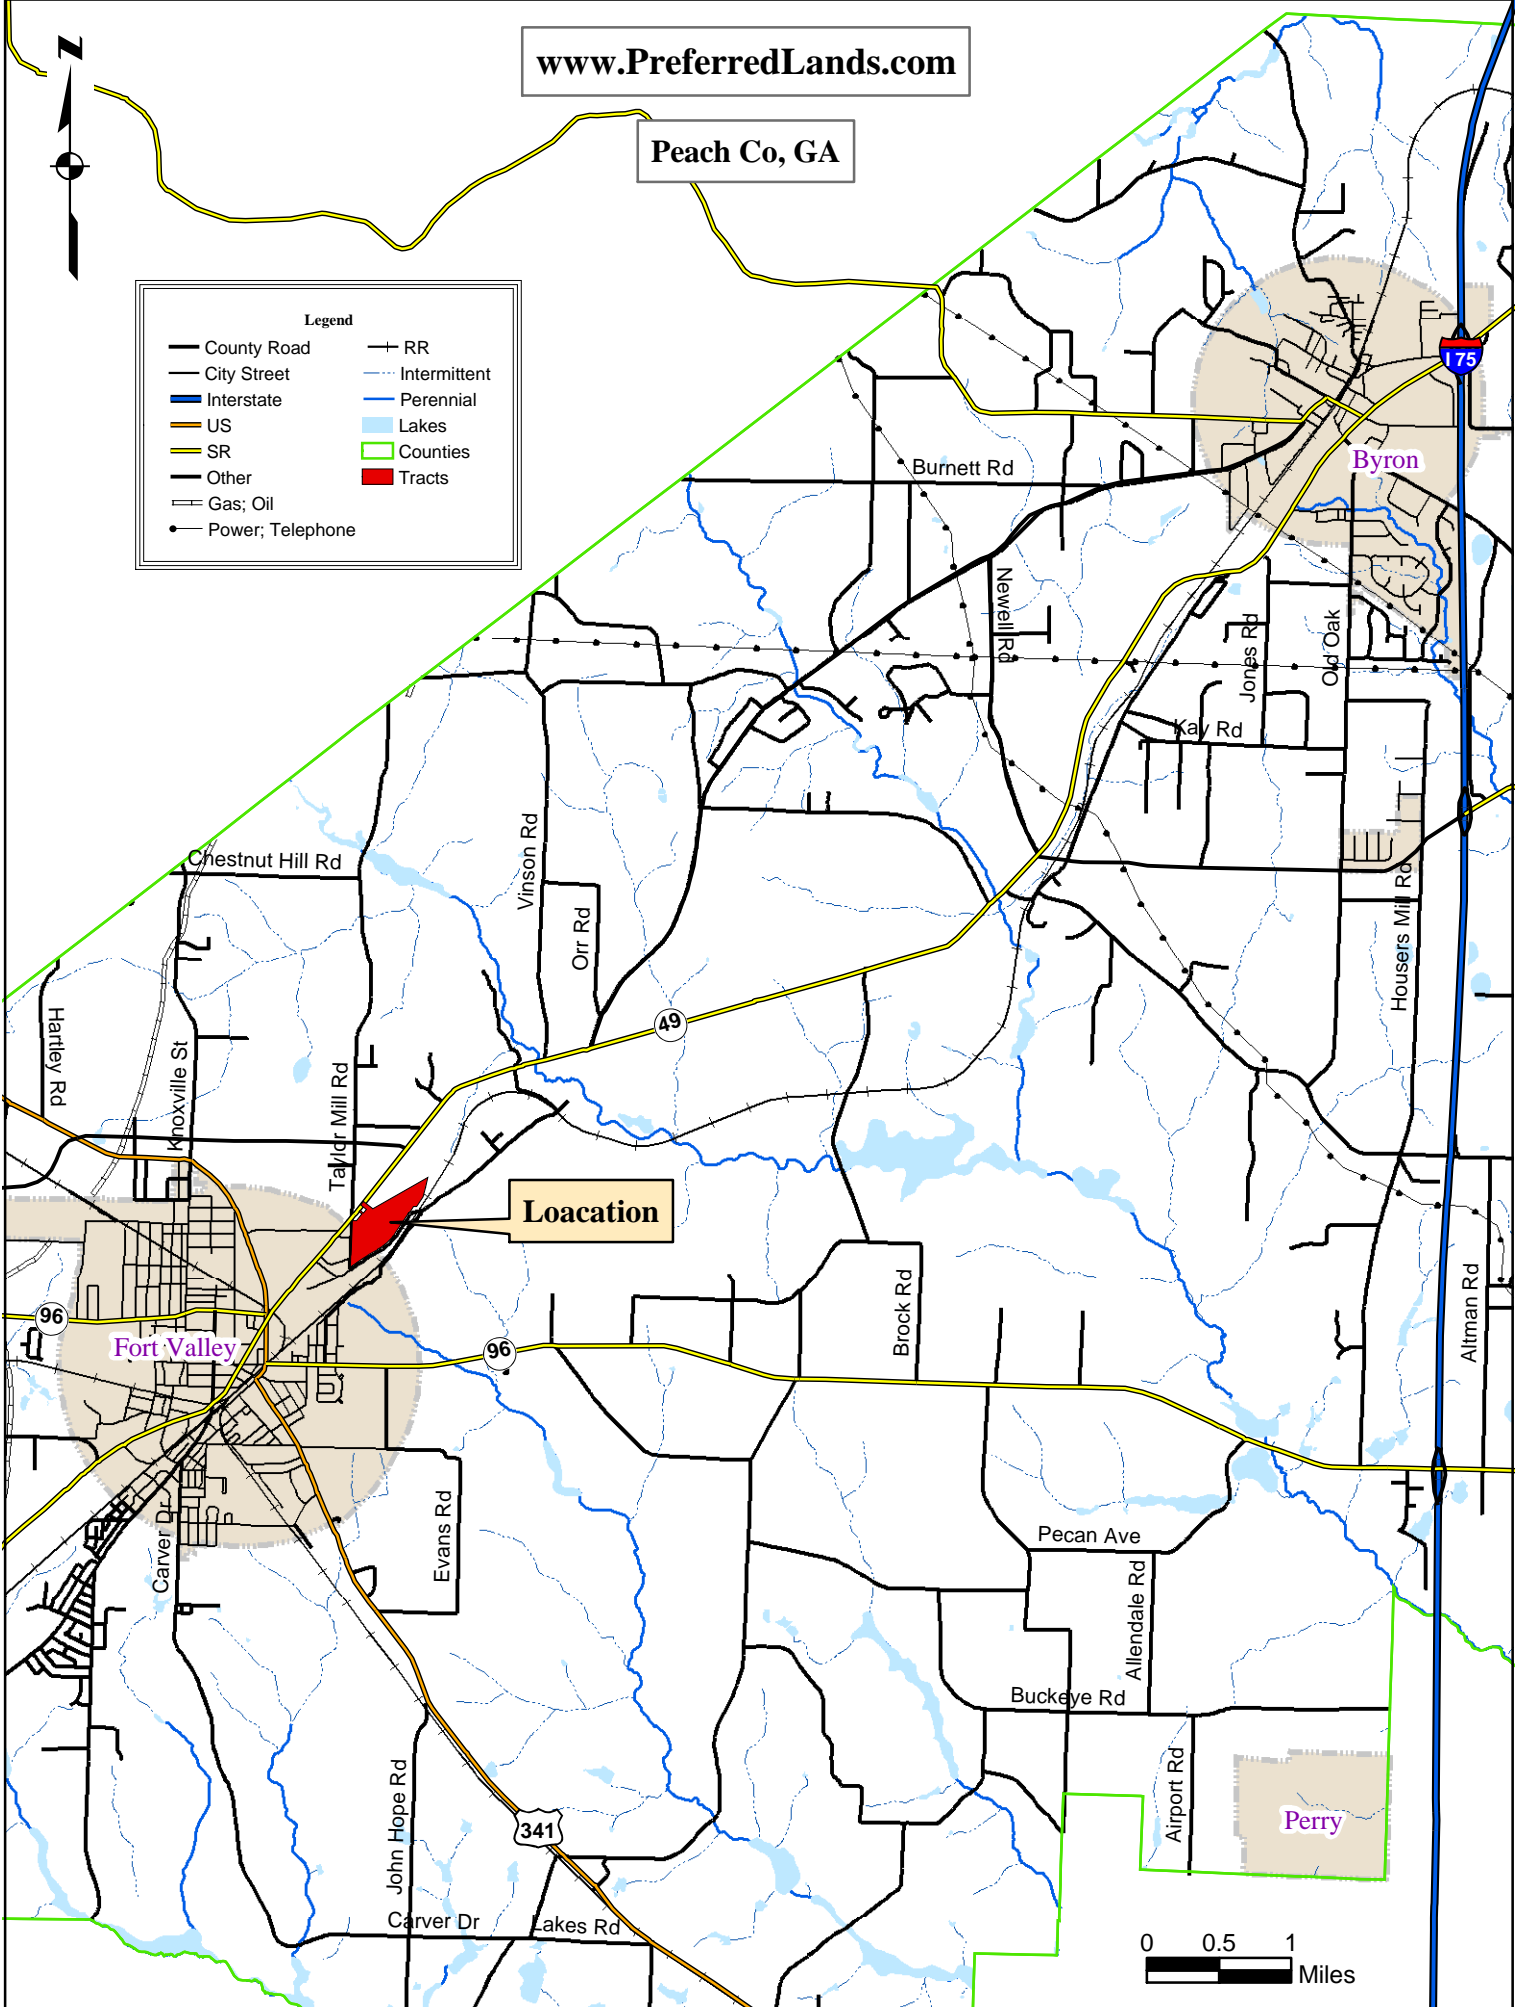 www.PreferredLands.com
Peach Co, GA
N
Legend
County Road
RR
City Street
Intermittent
Interstate
Perennial
US
Lakes
SR
Counties
Other
Tracts
Gas; Oil
Power; Telephone
I 75
Byron
Burnett Rd
Newell Rd
Jones Rd
Old Oak
Kay Rd
Vinson Rd
Chestnut Hill Rd
Orr Rd
Housers Mill Rd
49
Hartley Rd
Knoxville St
Taylor Mill Rd
Loacation
Brock Rd
Altman Rd
96
Fort Valley
96
Evans Rd
Carver Dr
Pecan Ave
Allendale Rd
Buckeye Rd
Airport Rd
Perry
John Hope Rd
341
Carver Dr
Lakes Rd
0 0.5 1
Miles